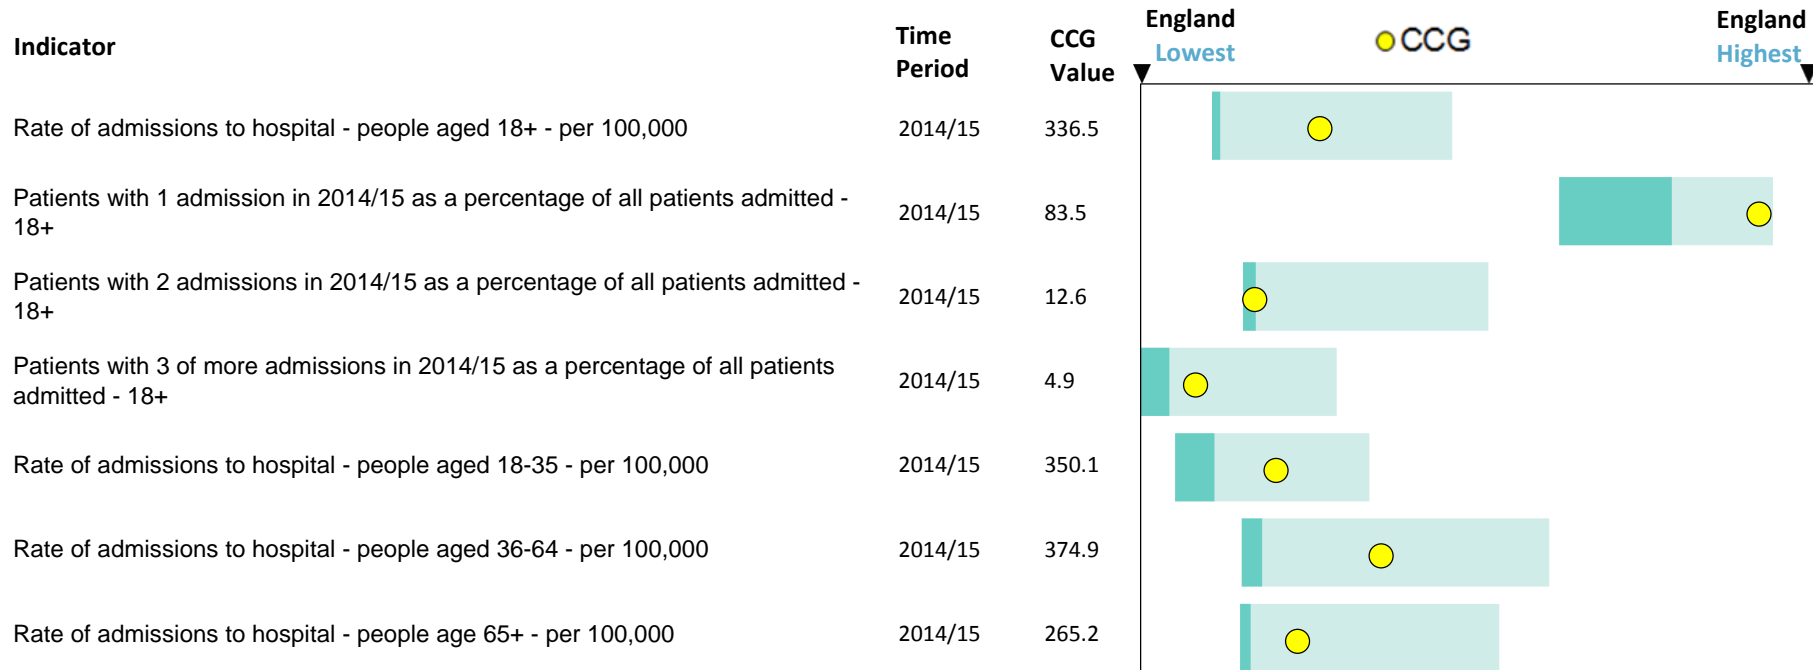 Indicator
Time Period
CCG Value
England Lowest
CCG
England Highest
Rate of admissions to hospital - people aged 18+ - per 100,000 2014/15 336.5
Patients with 1 admission in 2014/15 as a percentage of all patients admitted -
18+ 2014/15 83.5
Patients with 2 admissions in 2014/15 as a percentage of all patients admitted -
18+ 2014/15 12.6
Patients with 3 of more admissions in 2014/15 as a percentage of all patients
admitted - 18+ 2014/15 4.9
Rate of admissions to hospital - people aged 18-35 - per 100,000 2014/15 350.1
Rate of admissions to hospital - people aged 36-64 - per 100,000 2014/15 374.9
Rate of admissions to hospital - people age 65+ - per 100,000 2014/15 265.2